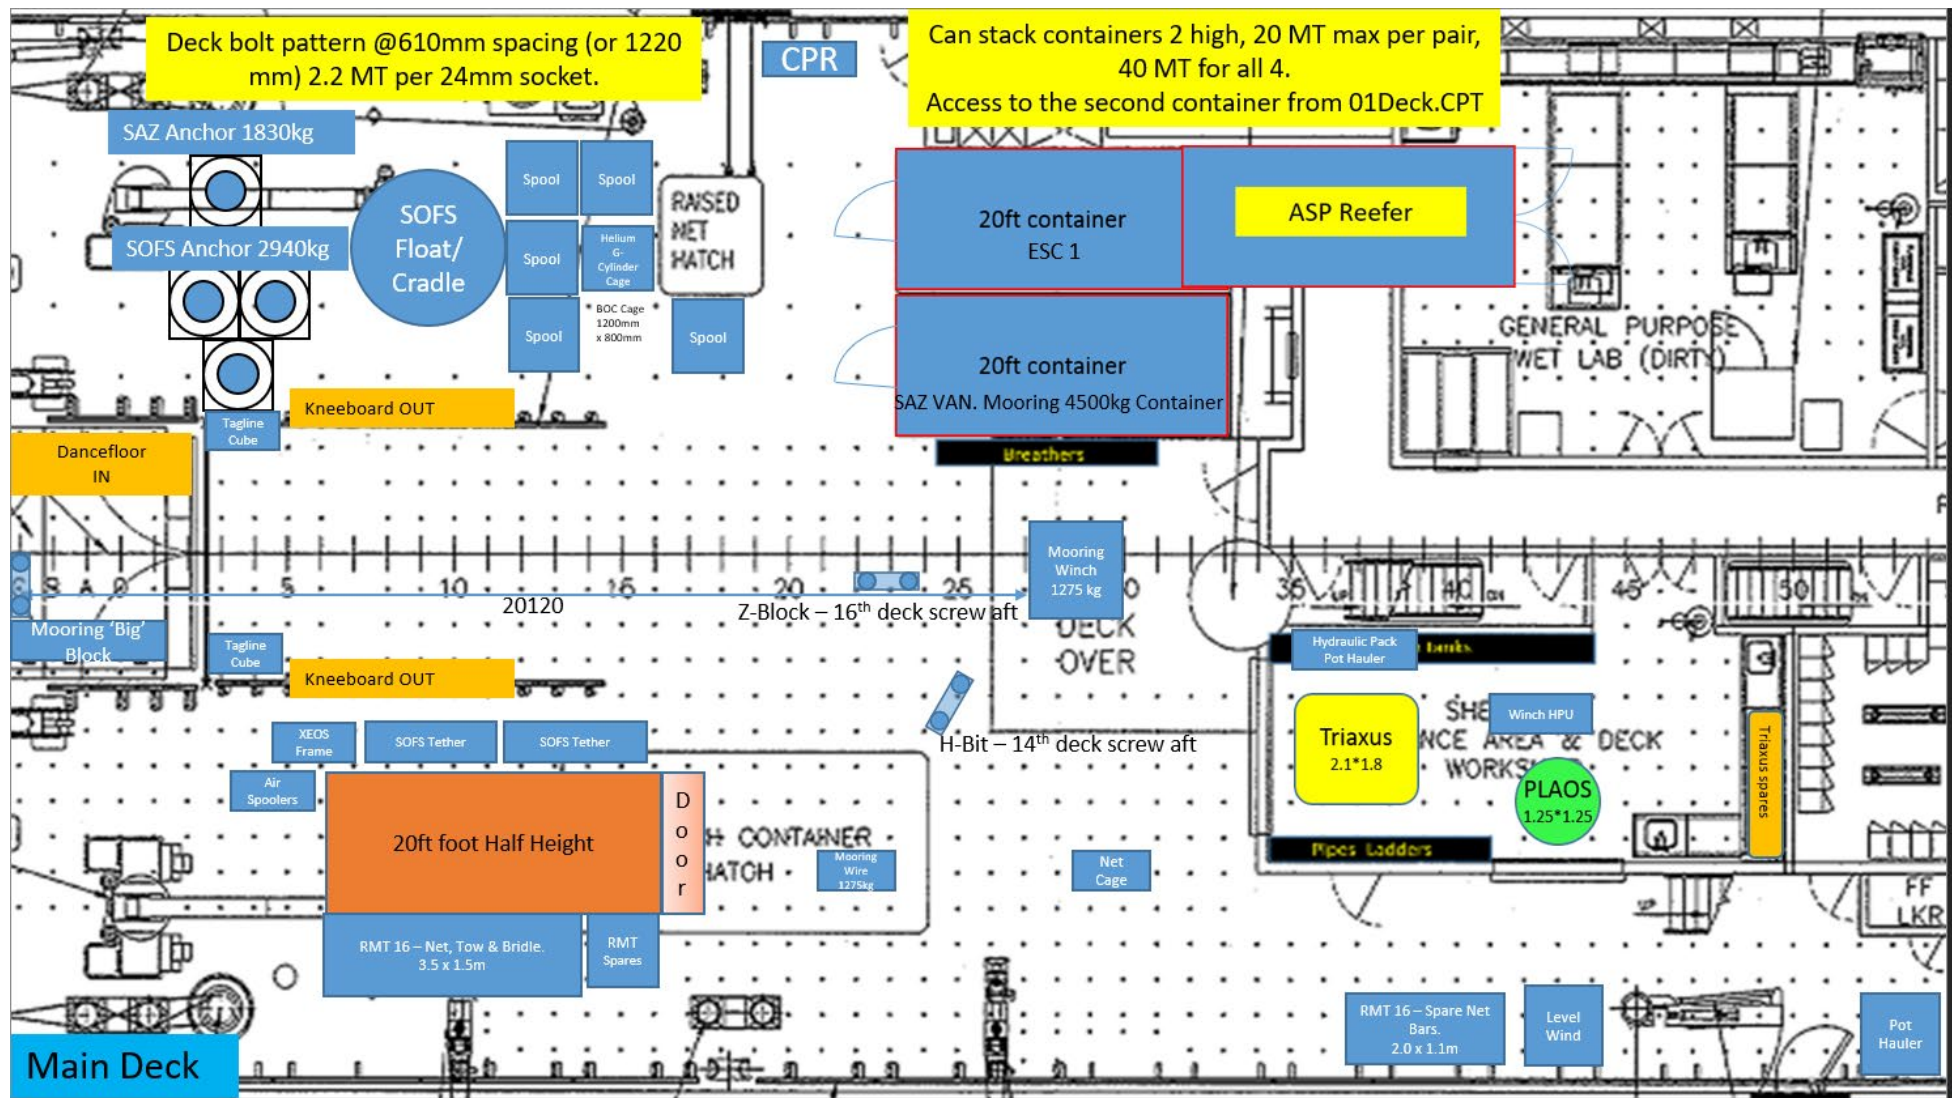 Deck bolt pattern @610mm spacing (or 1220
mm) 2.2 MT per 24mm socket.
CPR
Can stack containers 2 high, 20 MT max per pair,
40 MT for all 4.
Access to the second container from 01Deck.CPT
SAZ Anchor 1830kg
SOFS Anchor 2940kg
SOFS
Float/
Cradle
Spool
Spool
Spool
Helium
G-
Cylinder
Cage
Spool
BOC Cage
1200mm
x 800mm
Spool
RAISED
NET
HATCH
20ft container
ESC 1
ASP Reefer
20ft container
SAZ VAN. Mooring 4500kg Container
Breathers
GENERAL PURPOSE
WET LAB (DIRTY)
Kneeboard OUT
Tagline
Cube
Dancefloor
IN
Mooring
Winch
1275 kg
5
10
15
20
25
0
35
40
45
50
20120
Z-Block – 16th deck screw aft
DECK
OVER
Mooring ‘Big’
Block
Tagline
Cube
Kneeboard OUT
Hydraulic Pack
Pot Hauler
tanks
XEOS
Frame
SOFS Tether
SOFS Tether
H-Bit – 14th deck screw aft
Triaxus
2.1*1.8
SHE
Winch HPU
NCE AREA & DECK
WORKS
PLAOS
1.25*1.25
Triaxus spares
Air
Spoolers
20ft foot Half Height
Door
CONTAINER
HATCH
Mooring
Wire
1275kg
Net
Cage
Pipes Ladders
FF
LKR
RMT 16 – Net, Tow & Bridle.
3.5 x 1.5m
RMT
Spares
RMT 16 – Spare Net
Bars.
2.0 x 1.1m
Level
Wind
Pot
Hauler
Main Deck